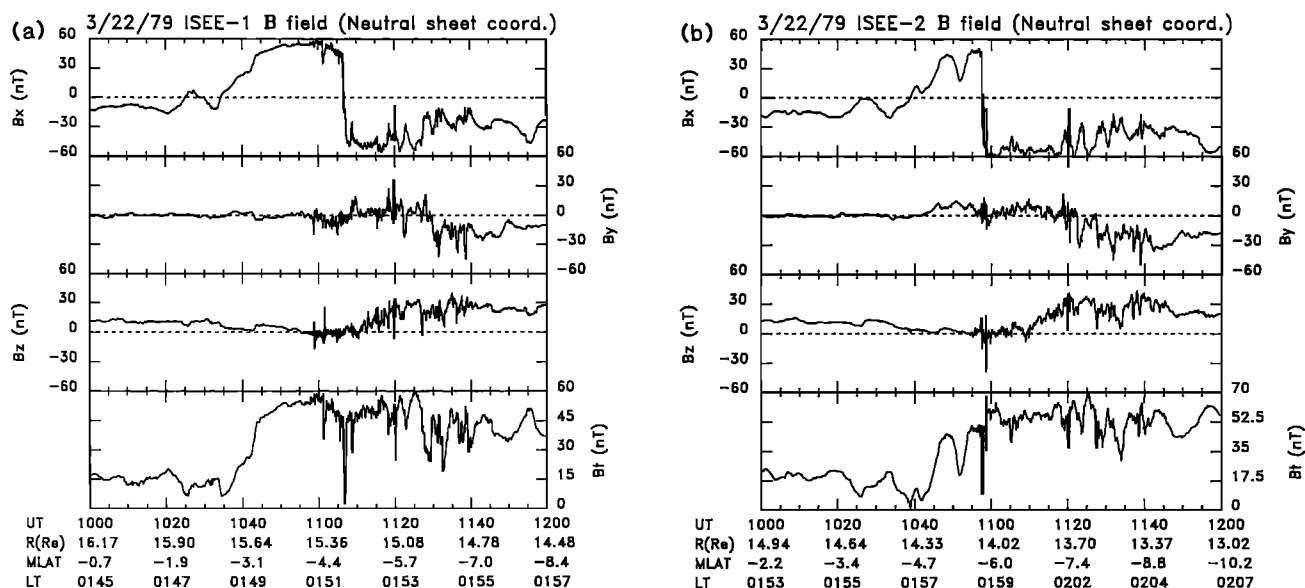 (a) 3/22/79 ISEE-1 B field (Neutral sheet coord.)
60
30
0
-30
-60
Bx (nT)
60
30
0
-30
-60
By (nT)
60
30
0
-30
-60
Bz (nT)
60
45
30
15
0
Bt (nT)
UT 1000 1020 1040 1100 1120 1140 1200
R(Re) 16.17 15.90 15.64 15.36 15.08 14.78 14.48
MLAT -0.7 -1.9 -3.1 -4.4 -5.7 -7.0 -8.4
LT 0145 0147 0149 0151 0153 0155 0157
(b) 3/22/79 ISEE-2 B field (Neutral sheet coord.)
60
30
0
-30
-60
Bx (nT)
60
30
0
-30
-60
By (nT)
60
30
0
-30
-60
Bz (nT)
70
52.5
35
17.5
0
Bt (nT)
UT 1000 1020 1040 1100 1120 1140 1200
R(Re) 14.94 14.64 14.33 14.02 13.70 13.37 13.02
MLAT -2.2 -3.4 -4.7 -6.0 -7.4 -8.8 -10.2
LT 0153 0155 0157 0159 0202 0204 0207